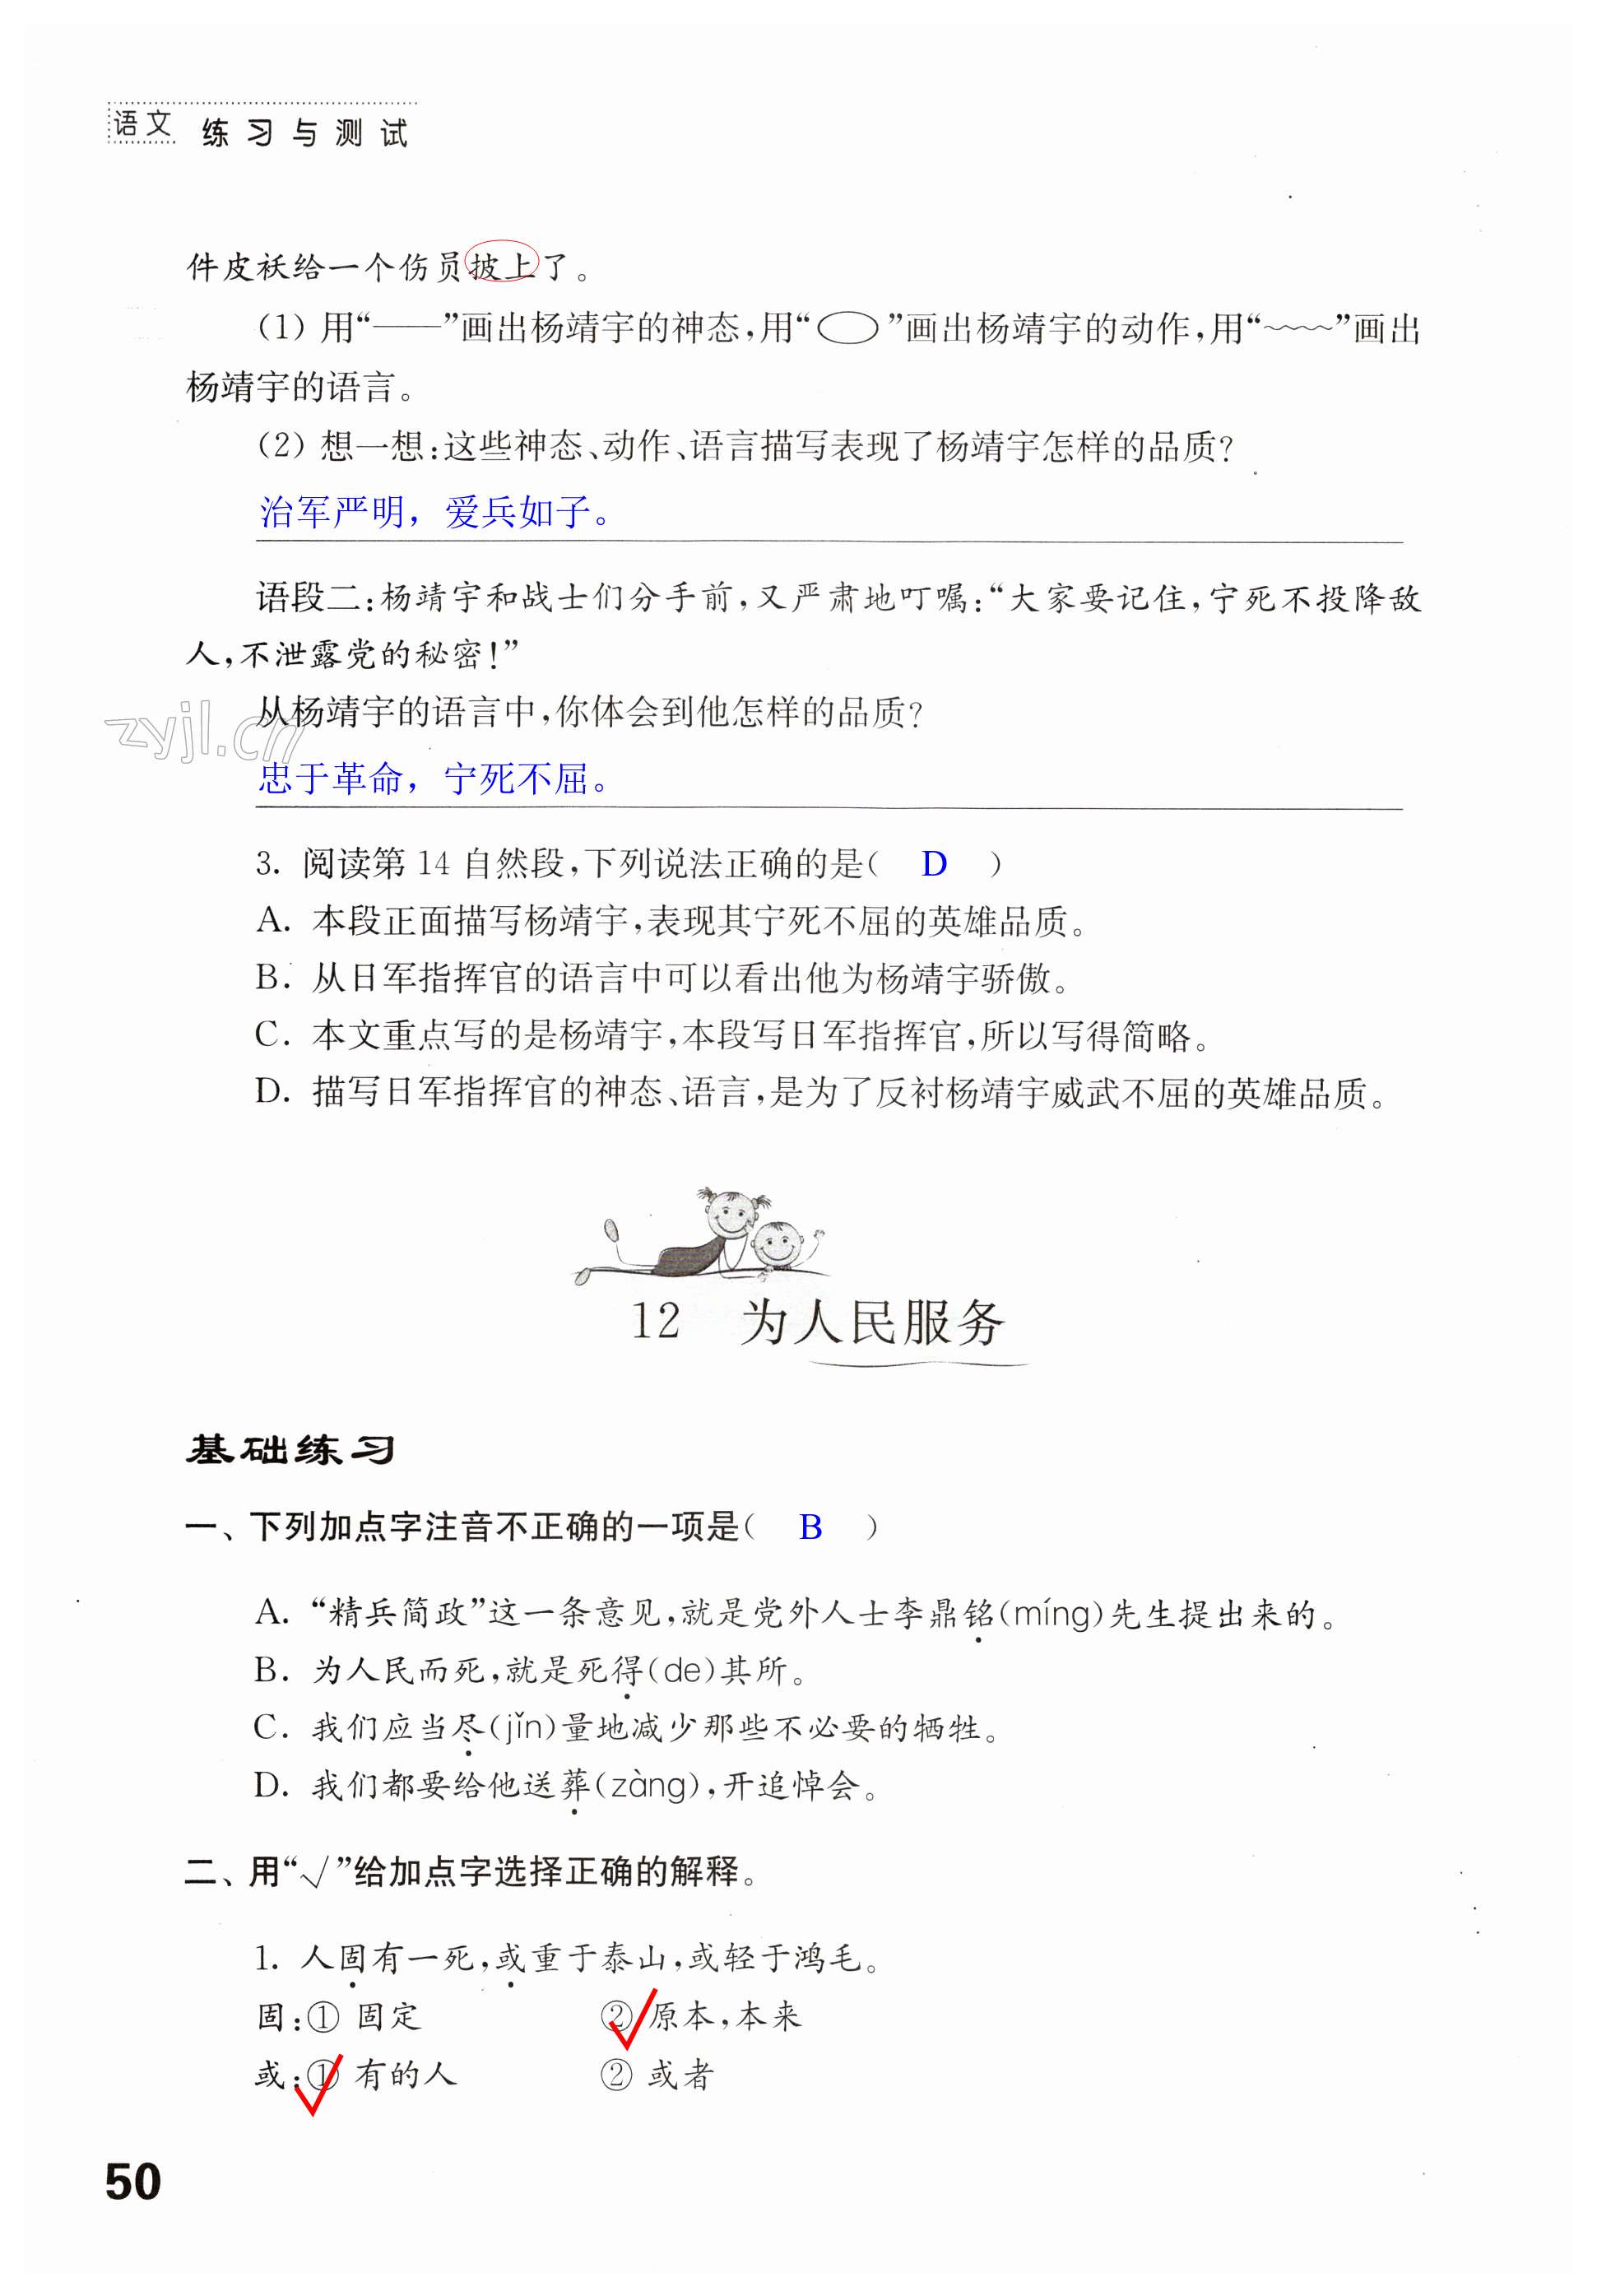 语文 练习与测试
件皮袄给一个伤员披上了。
(1) 用“——”画出杨靖宇的神态,用“○”画出杨靖宇的动作,用“﹏﹏”画出
杨靖宇的语言。
(2) 想一想:这些神态、动作、语言描写表现了杨靖宇怎样的品质?
治军严明，爱兵如子。
语段二:杨靖宇和战士们分手前,又严肃地叮嘱:“大家要记住,宁死不投降敌
人,不泄露党的秘密!”
zyjl.cn
从杨靖宇的语言中,你体会到他怎样的品质?
忠于革命，宁死不屈。
3. 阅读第 14 自然段,下列说法正确的是( D )
A. 本段正面描写杨靖宇,表现其宁死不屈的英雄品质。
B. 从日军指挥官的语言中可以看出他为杨靖宇骄傲。
C. 本文重点写的是杨靖宇,本段写日军指挥官,所以写得简略。
D. 描写日军指挥官的神态、语言,是为了反衬杨靖宇威武不屈的英雄品质。
12 为人民服务
基础练习
一、下列加点字注音不正确的一项是( B )
A. “精兵简政”这一条意见,就是党外人士李鼎铭(míng)先生提出来的。
B. 为人民而死,就是死得(de)其所。
C. 我们应当尽(jǐn)量地减少那些不必要的牺牲。
D. 我们都要给他送葬(zàng),开追悼会。
二、用“√”给加点字选择正确的解释。
1. 人固有一死,或重于泰山,或轻于鸿毛。
固:① 固定 ②√ 原本,本来
或:①√ 有的人 ② 或者
50